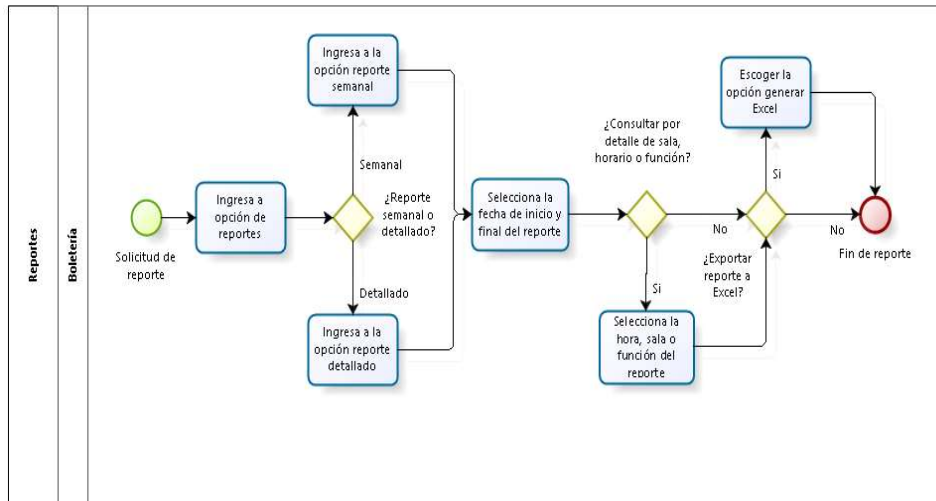 Reportes
Boletería
Solicitud de
reporte
Ingresa a
opción de
reportes
¿Reporte
semanal o
detallado?
Semanal
Ingresa a la
opción reporte
semanal
Detallado
Ingresa a la
opción reporte
detallado
Selecciona la
fecha de inicio y
final del reporte
¿Consultar por
detalle de sala,
horario o función?
No
Si
Selecciona la
hora, sala o
función del
reporte
¿Exportar
reporte a
Excel?
Si
Escoger la
opción generar
Excel
No
Fin de reporte